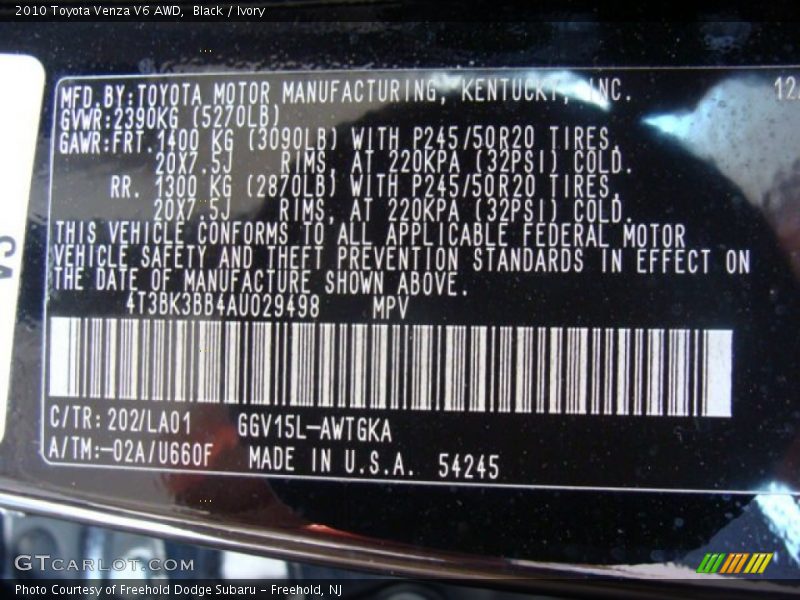 2010 Toyota Venza V6 AWD, Black / Ivory
MFD.BY:TOYOTA MOTOR MANUFACTURING, KENTUCKY, INC. 12
GVWR:2390KG (5270LB)
GAWR:FRT.1400 KG (3090LB) WITH P245/50R20 TIRES,
20X7.5J RIMS, AT 220KPA (32PSI) COLD.
RR. 1300 KG (2870LB) WITH P245/50R20 TIRES,
20X7.5J RIMS, AT 220KPA (32PSI) COLD.
THIS VEHICLE CONFORMS TO ALL APPLICABLE FEDERAL MOTOR
VEHICLE SAFETY AND THEFT PREVENTION STANDARDS IN EFFECT ON
THE DATE OF MANUFACTURE SHOWN ABOVE.
4T3BK3BB4AU029498 MPV
C/TR:202/LA01 GGV15L-AWTGKA
A/TM:-02A/U660F MADE IN U.S.A. 54245
CA
GTCARLOT.COM
Photo Courtesy of Freehold Dodge Subaru - Freehold, NJ